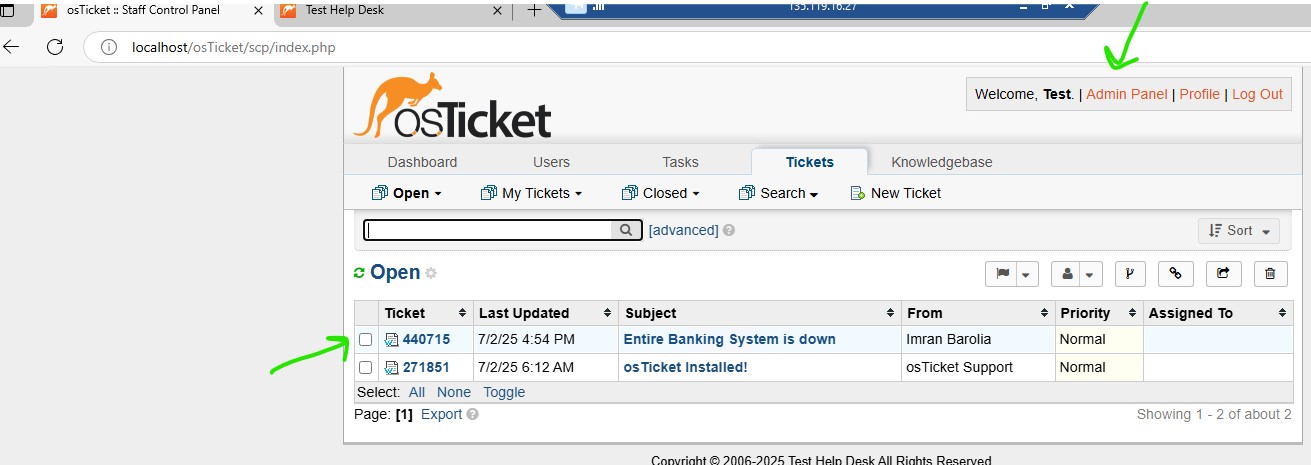 osTicket :: Staff Control Panel
Test Help Desk
135.119.16.27
localhost/osTicket/scp/index.php
osTicket
Welcome, Test. | Admin Panel | Profile | Log Out
Dashboard Users Tasks Tickets Knowledgebase
Open My Tickets Closed Search New Ticket
[advanced] Sort
Open
Ticket Last Updated Subject From Priority Assigned To
440715 7/2/25 4:54 PM Entire Banking System is down Imran Barolia Normal
271851 7/2/25 6:12 AM osTicket Installed! osTicket Support Normal
Select: All None Toggle
Page: [1] Export Showing 1 - 2 of about 2
Copyright © 2006-2025 Test Help Desk All Rights Reserved